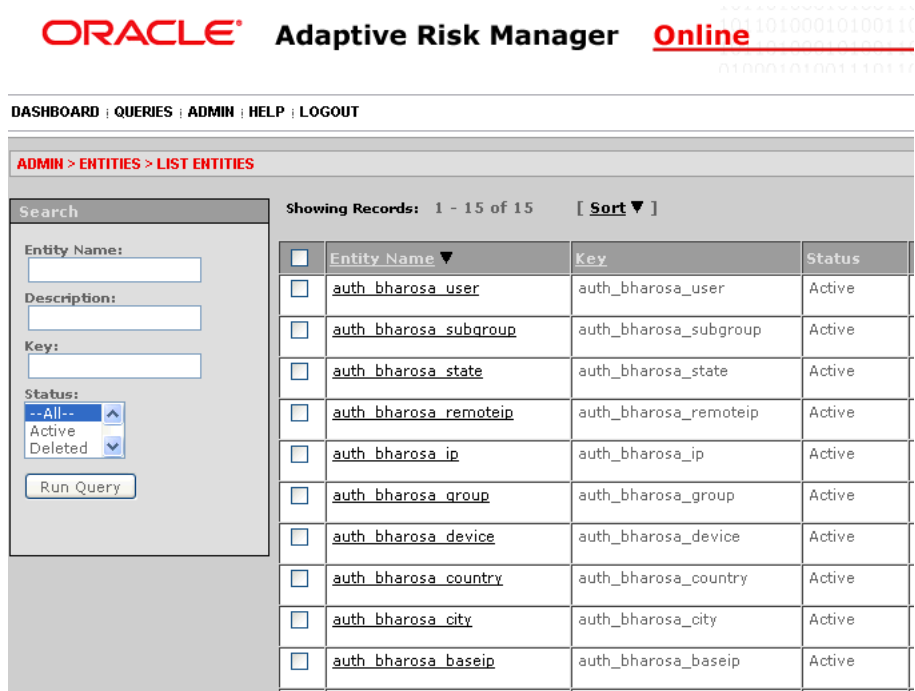 ORACLE Adaptive Risk Manager Online
DASHBOARD | QUERIES | ADMIN | HELP | LOGOUT
ADMIN > ENTITIES > LIST ENTITIES
Search
Entity Name:
Description:
Key:
Status:
--All--
Active
Deleted
Run Query
Showing Records: 1 - 15 of 15 [ Sort ▼ ]
Entity Name ▼ Key Status
auth_bharosa_user auth_bharosa_user Active
auth_bharosa_subgroup auth_bharosa_subgroup Active
auth_bharosa_state auth_bharosa_state Active
auth_bharosa_remoteip auth_bharosa_remoteip Active
auth_bharosa_ip auth_bharosa_ip Active
auth_bharosa_group auth_bharosa_group Active
auth_bharosa_device auth_bharosa_device Active
auth_bharosa_country auth_bharosa_country Active
auth_bharosa_city auth_bharosa_city Active
auth_bharosa_baseip auth_bharosa_baseip Active